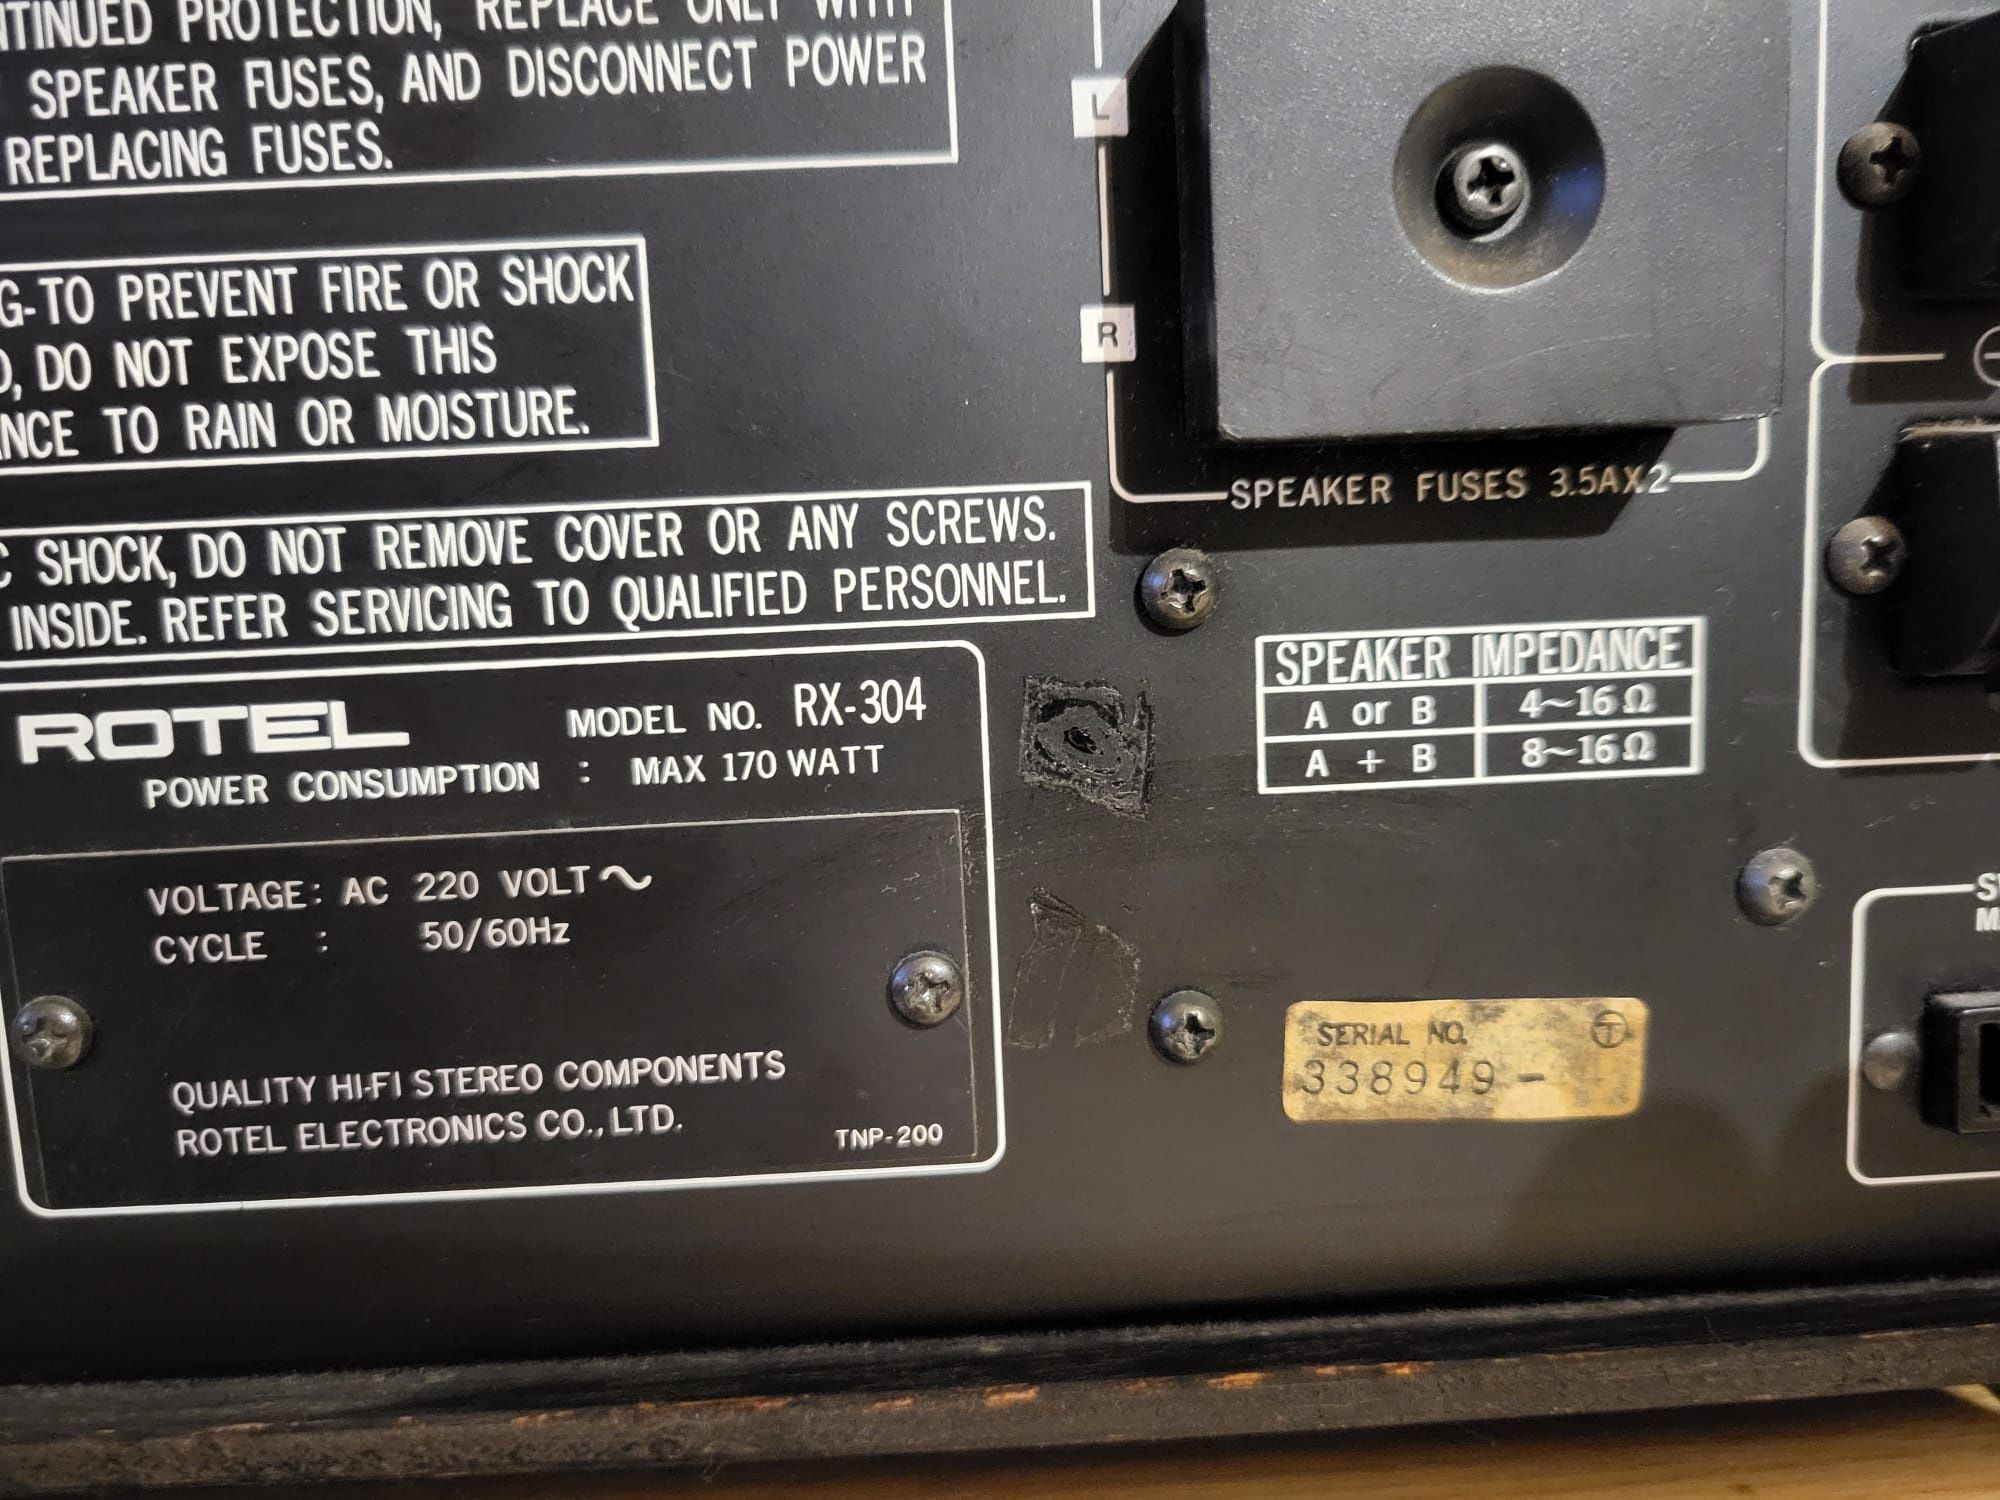 TINUED PROTECTION, REPLACE ONLY WITH
SPEAKER FUSES, AND DISCONNECT POWER
REPLACING FUSES.
G-TO PREVENT FIRE OR SHOCK
D, DO NOT EXPOSE THIS
NCE TO RAIN OR MOISTURE.
C SHOCK, DO NOT REMOVE COVER OR ANY SCREWS.
INSIDE. REFER SERVICING TO QUALIFIED PERSONNEL.
ROTEL MODEL NO. RX-304
POWER CONSUMPTION : MAX 170 WATT
VOLTAGE: AC 220 VOLT ~
CYCLE : 50/60Hz
QUALITY HI-FI STEREO COMPONENTS
ROTEL ELECTRONICS CO., LTD.
TNP-200
L
R
SPEAKER FUSES 3.5AX2
SPEAKER IMPEDANCE
A or B 4~16Ω
A + B 8~16Ω
SERIAL NO. T
338949-